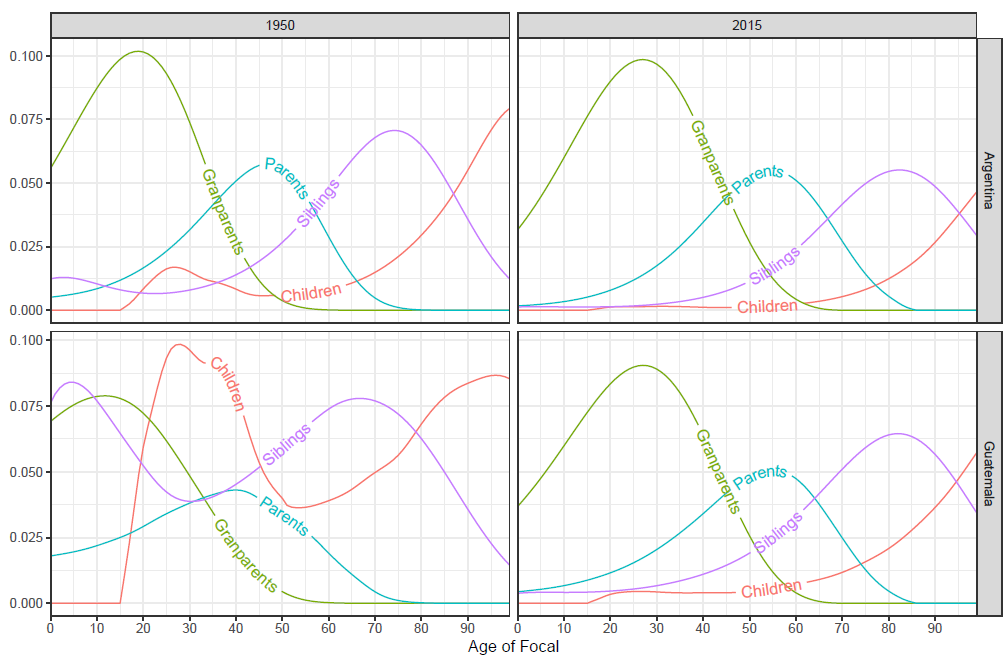 1950
2015
0.100
0.075
0.050
0.025
0.000
Granparents
Parents
Siblings
Children
Granparents
Parents
Siblings
Children
Argentina
0.100
0.075
0.050
0.025
0.000
Children
Siblings
Parents
Granparents
Granparents
Parents
Siblings
Children
Guatemala
0 10 20 30 40 50 60 70 80 90
0 10 20 30 40 50 60 70 80 90
Age of Focal